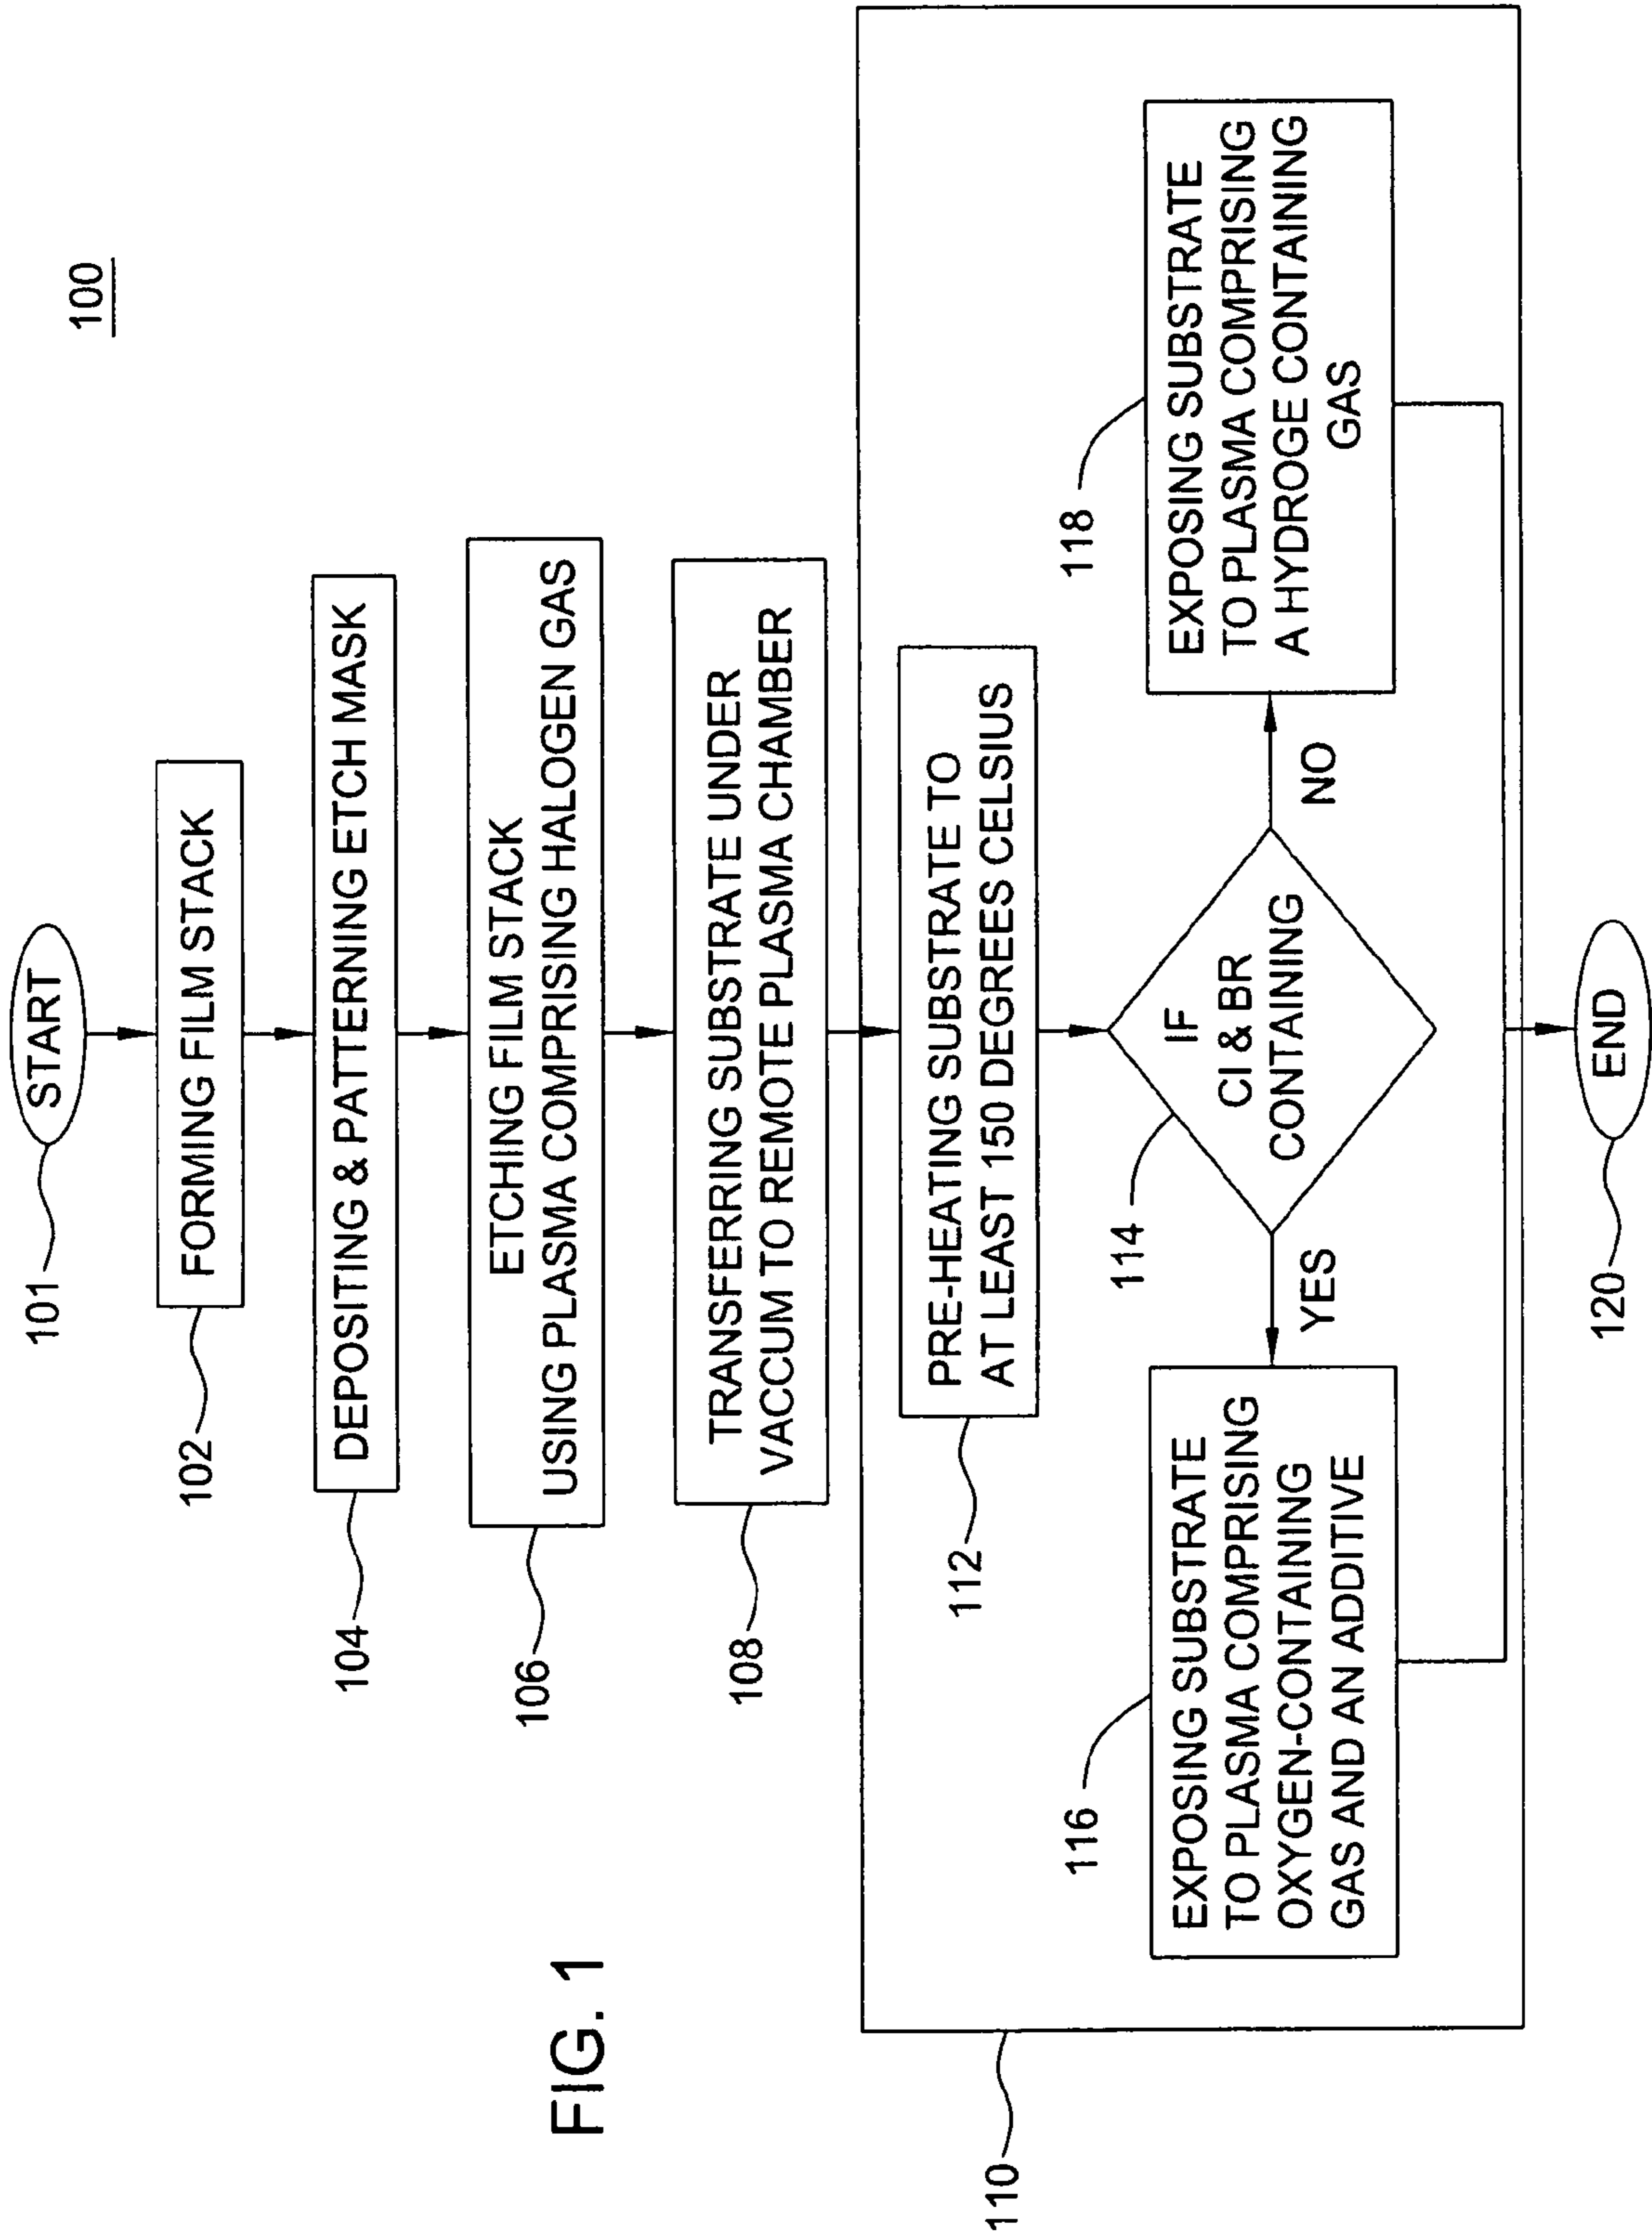 100
START
101
FORMING FILM STACK
102
DEPOSITING & PATTERNING ETCH MASK
104
ETCHING FILM STACK
USING PLASMA COMPRISING HALOGEN GAS
106
TRANSFERRING SUBSTRATE UNDER
VACCUM TO REMOTE PLASMA CHAMBER
108
110
PRE-HEATING SUBSTRATE TO
AT LEAST 150 DEGREES CELSIUS
112
IF
Cl & BR
CONTAINING
114
YES
NO
116
EXPOSING SUBSTRATE
TO PLASMA COMPRISING
OXYGEN-CONTAINING
GAS AND AN ADDITIVE
118
EXPOSING SUBSTRATE
TO PLASMA COMPRISING
A HYDROGE CONTAINING
GAS
END
120
FIG. 1